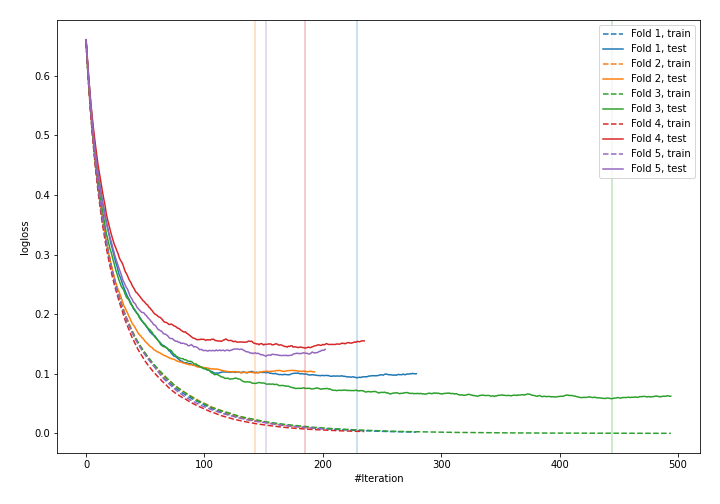 Fold 1, train
Fold 1, test
Fold 2, train
Fold 2, test
Fold 3, train
Fold 3, test
Fold 4, train
Fold 4, test
Fold 5, train
Fold 5, test
logloss
0.6
0.5
0.4
0.3
0.2
0.1
0.0
0 100 200 300 400 500
#Iteration